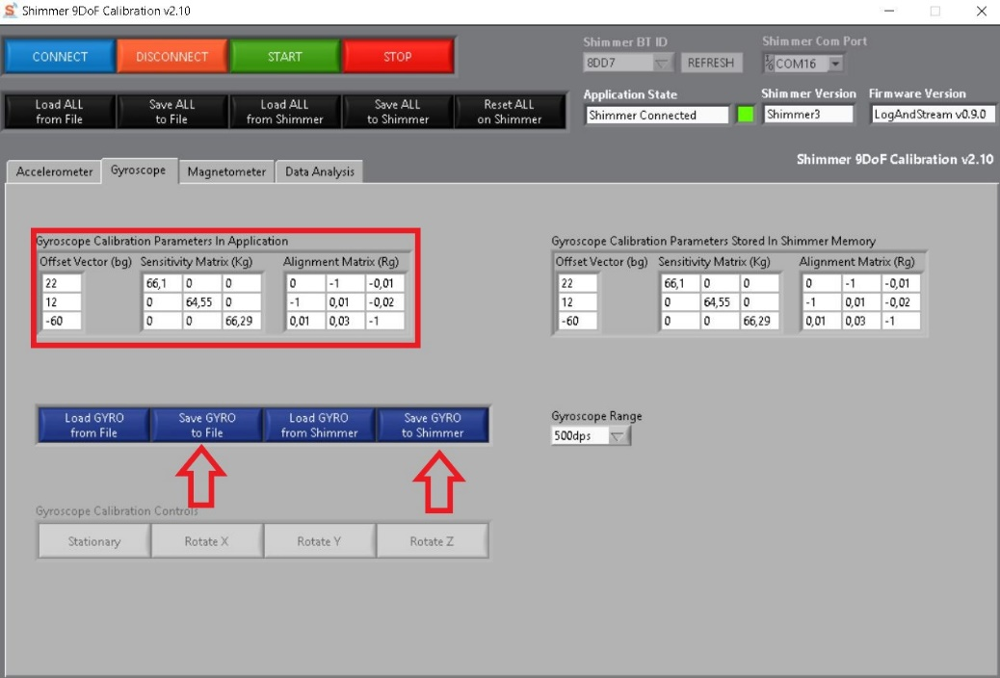 Shimmer 9DoF Calibration v2.10
CONNECT
DISCONNECT
START
STOP
Shimmer BT ID
8DD7
REFRESH
Shimmer Com Port
COM16
Load ALL
from File
Save ALL
to File
Load ALL
from Shimmer
Save ALL
to Shimmer
Reset ALL
on Shimmer
Application State
Shimmer Connected
Shimmer Version
Shimmer3
Firmware Version
LogAndStream v0.9.0
Shimmer 9DoF Calibration v2.10
Accelerometer
Gyroscope
Magnetometer
Data Analysis
Gyroscope Calibration Parameters In Application
Offset Vector (bg) Sensitivity Matrix (Kg) Alignment Matrix (Rg)
22 66,1 0 0 0 -1 -0,01
12 0 64,55 0 -1 0,01 -0,02
-60 0 0 66,29 0,01 0,03 -1
Gyroscope Calibration Parameters Stored In Shimmer Memory
Offset Vector (bg) Sensitivity Matrix (Kg) Alignment Matrix (Rg)
22 66,1 0 0 0 -1 -0,01
12 0 64,55 0 -1 0,01 -0,02
-60 0 0 66,29 0,01 0,03 -1
Load GYRO
from File
Save GYRO
to File
Load GYRO
from Shimmer
Save GYRO
to Shimmer
Gyroscope Range
500dps
Gyroscope Calibration Controls
Stationary
Rotate X
Rotate Y
Rotate Z